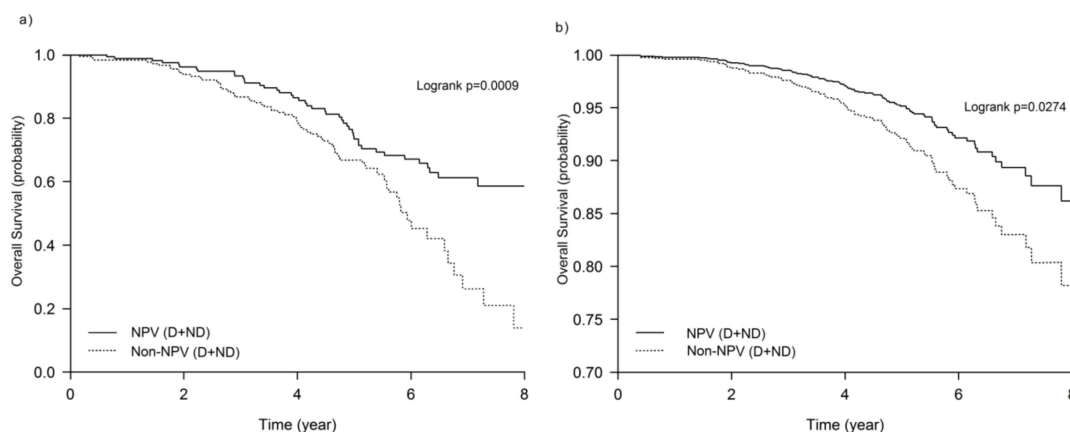 a)
Overall Survival (probability)
1.0
0.8
0.6
0.4
0.2
0.0
Logrank p=0.0009
NPV (D+ND)
Non-NPV (D+ND)
0 2 4 6 8
Time (year)
b)
Overall Survival (probability)
1.00
0.95
0.90
0.85
0.80
0.75
0.70
Logrank p=0.0274
NPV (D+ND)
Non-NPV (D+ND)
0 2 4 6 8
Time (year)